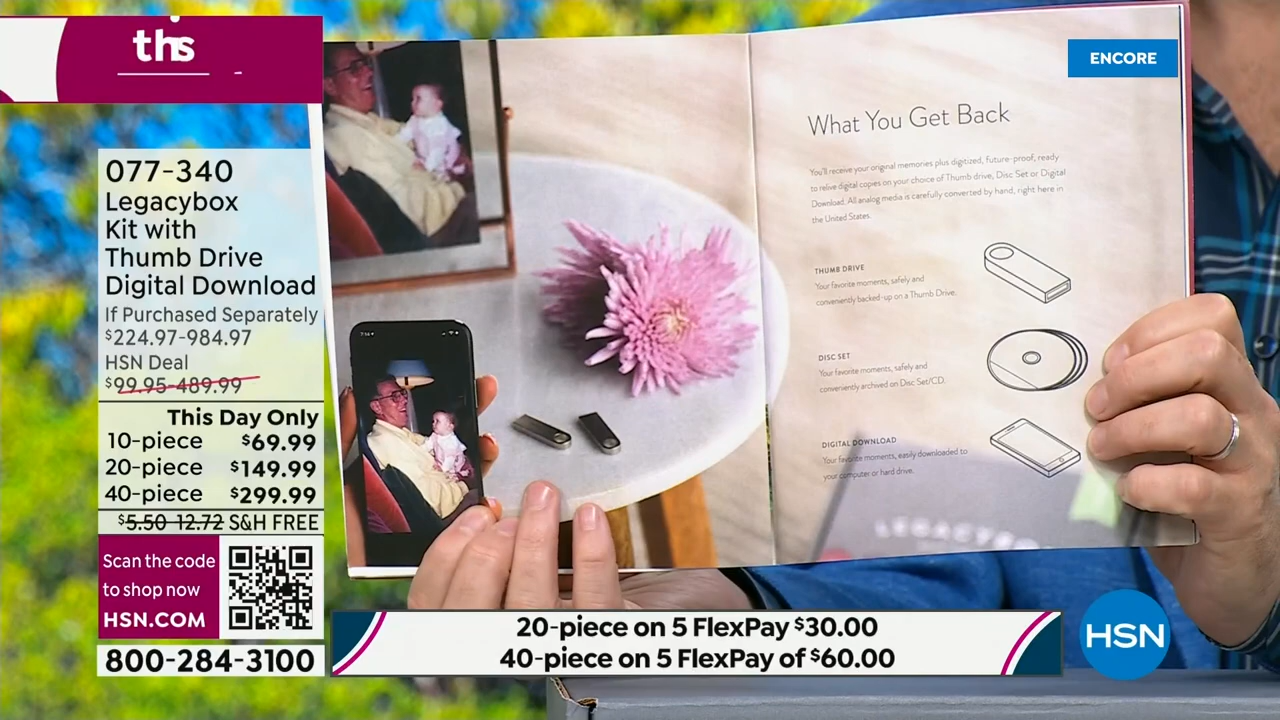 ths
077-340
Legacybox
Kit with
Thumb Drive
Digital Download
If Purchased Separately
$224.97-984.97
HSN Deal
$99.95-489.99
This Day Only
10-piece $69.99
20-piece $149.99
40-piece $299.99
$5.50-12.72 S&H FREE
Scan the code
to shop now
HSN.COM
800-284-3100
ENCORE
What You Get Back
You'll receive your original memories plus digitized, future-proof, ready
to relive digital copies on your choice of Thumb drive, Disc Set or Digital
Download. All analog media is carefully converted by hand, right here in
the United States.
THUMB DRIVE
Your favorite moments, safely and
conveniently backed-up on a Thumb Drive.
DISC SET
Your favorite moments, safely and
conveniently archived on Disc Set/CD.
DIGITAL DOWNLOAD
Your favorite moments, easily downloaded to
your computer or hard drive.
LEGACYBOX
20-piece on 5 FlexPay $30.00
40-piece on 5 FlexPay of $60.00
HSN